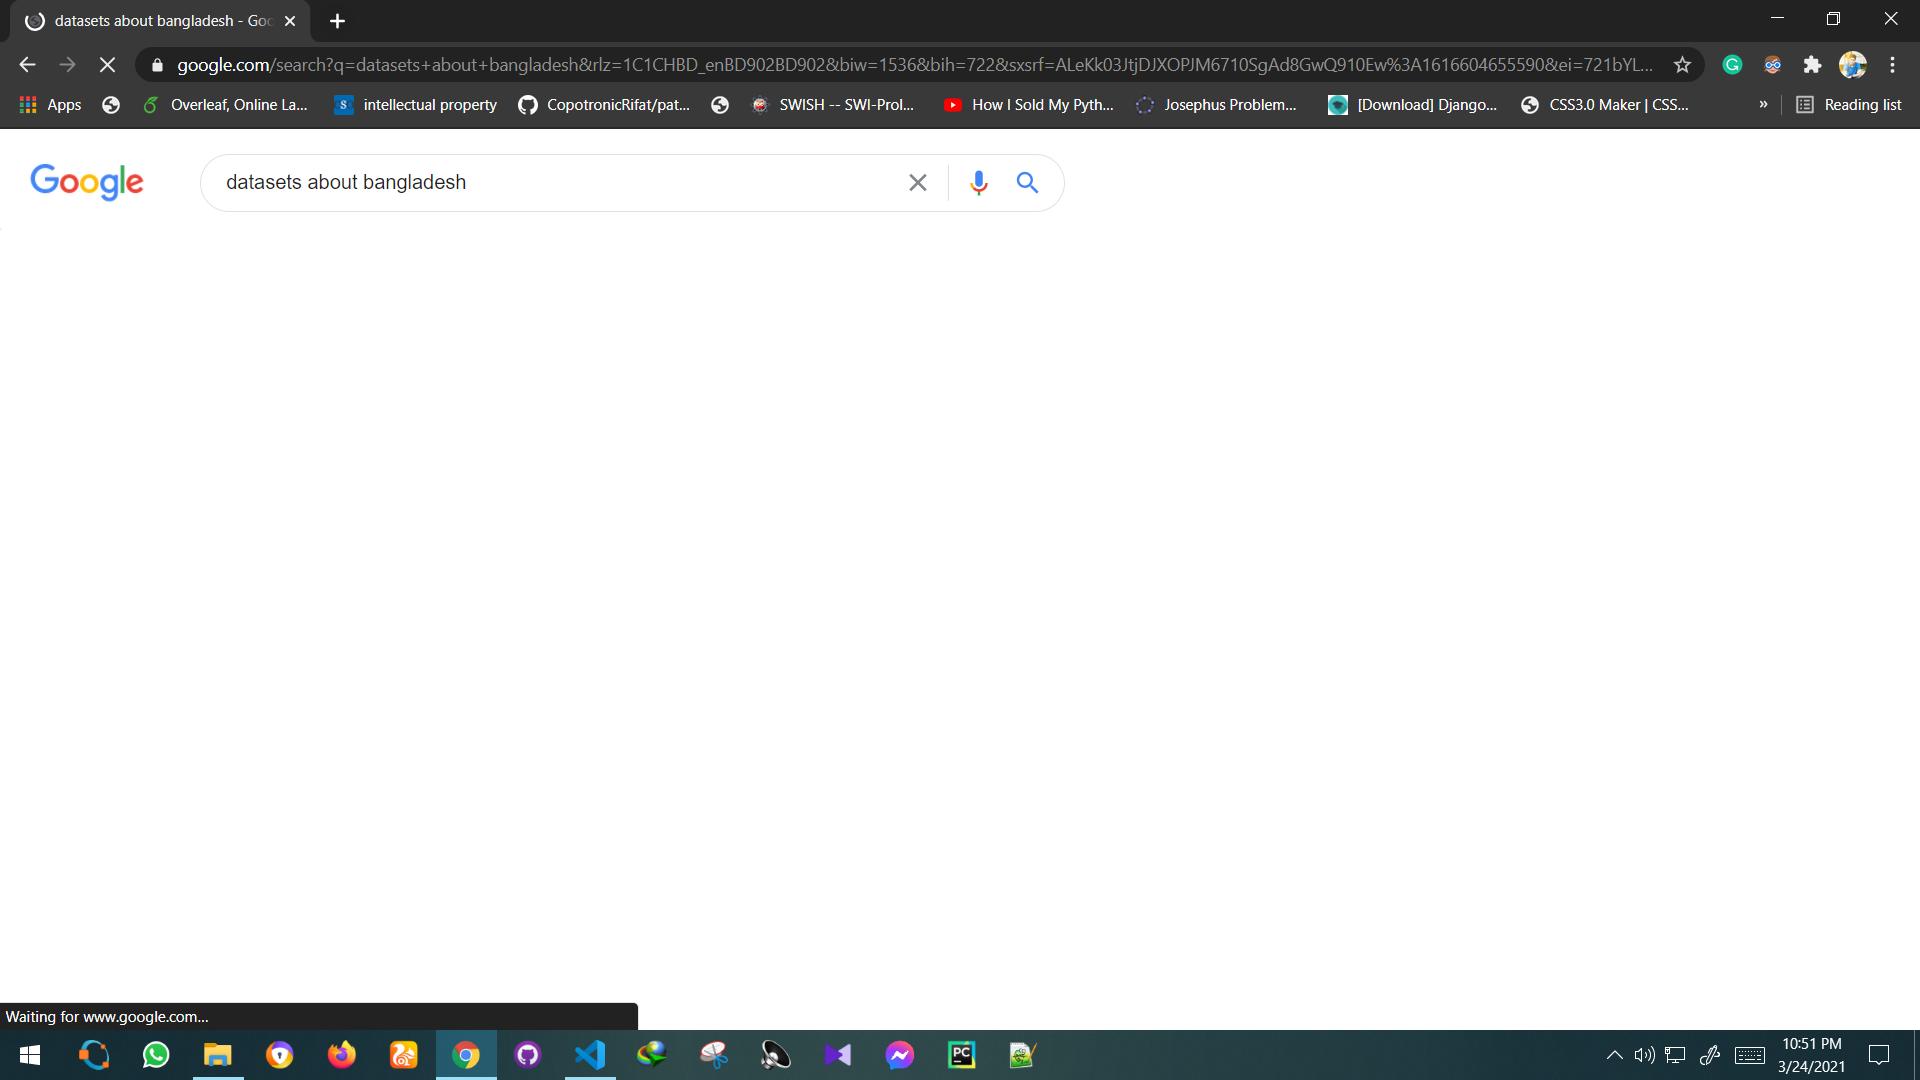 datasets about bangladesh - Goo
google.com/search?q=datasets+about+bangladesh&rlz=1C1CHBD_enBD902BD902&biw=1536&bih=722&sxsrf=ALeKk03JtjDJXOPJM6710SgAd8GwQ910Ew%3A1616604655590&ei=721bYL...
Apps Overleaf, Online La... S intellectual property CopotronicRifat/pat... SWISH -- SWI-Prol... How I Sold My Pyth... Josephus Problem... [Download] Django... CSS3.0 Maker | CSS... » Reading list
Google datasets about bangladesh
Waiting for www.google.com...
PC
10:51 PM
3/24/2021